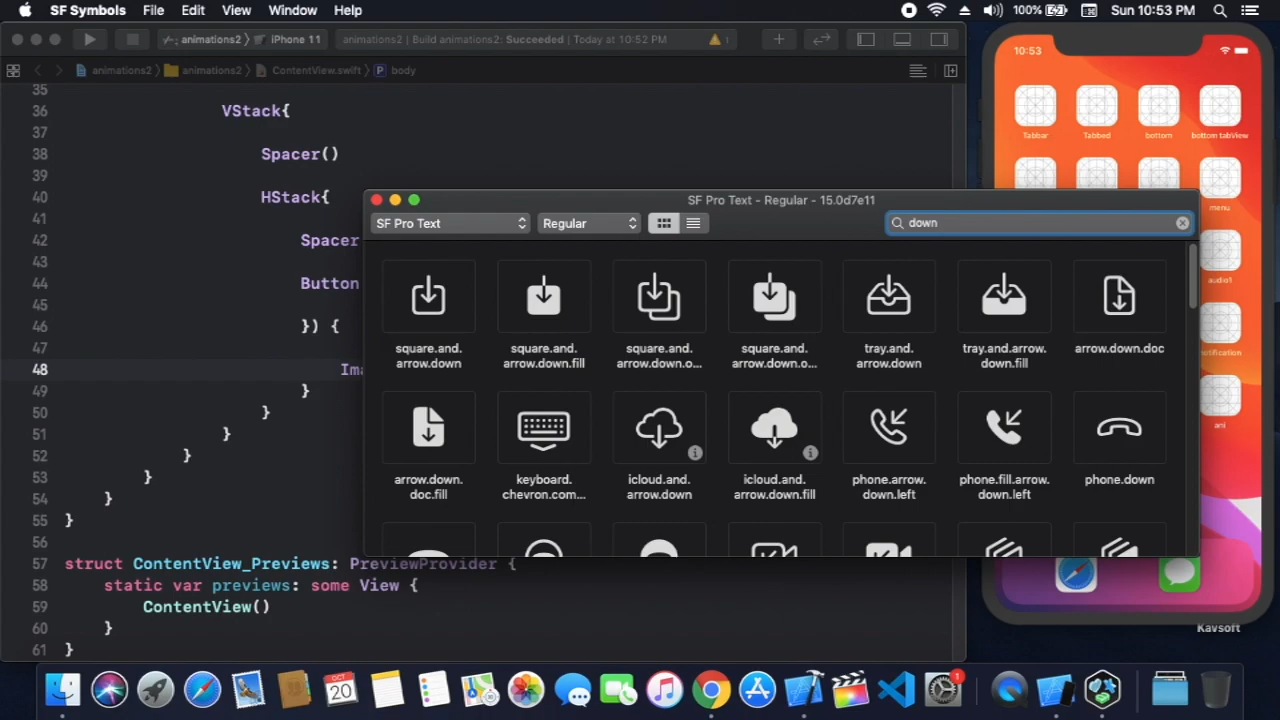 SF Symbols File Edit View Window Help 100% Sun 10:53 PM
animations2 iPhone 11 animations2 | Build animations2: Succeeded | Today at 10:52 PM 1
animations2 animations2 ContentView.swift P body
35
36 VStack{
37
38 Spacer()
39
40 HStack{
41
42 Spacer
43
44 Button
45
46 }) {
47
48 Ima
49 }
50 }
51 }
52 }
53 }
54 }
55 }
56
57 struct ContentView_Previews: PreviewProvider {
58 static var previews: some View {
59 ContentView()
60 }
61 }
SF Pro Text - Regular - 15.0d7e11
SF Pro Text Regular down
square.and.
arrow.down
square.and.
arrow.down.fill
square.and.
arrow.down.o...
square.and.
arrow.down.o...
tray.and.
arrow.down
tray.and.arrow.
down.fill
arrow.down.doc
arrow.down.
doc.fill
keyboard.
chevron.com...
icloud.and.
arrow.down
icloud.and.
arrow.down.fill
phone.arrow.
down.left
phone.fill.arrow.
down.left
phone.down
10:53
Tabbar Tabbed bottom bottom tabView
menu
audio1
notification
ani
Kavsoft
OCT
20
1